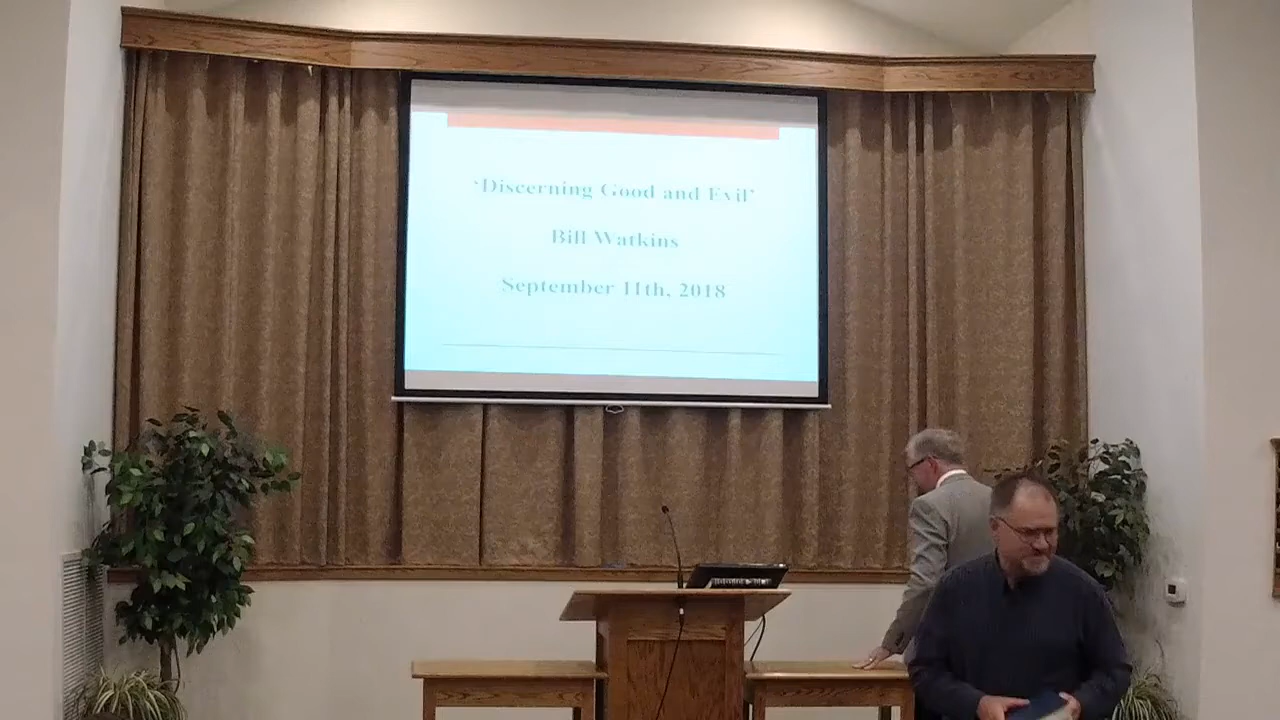 ‘Discerning Good and Evil’
Bill Watkins
September 11th, 2018